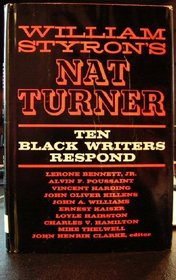 WILLIAM
STYRON'S
NAT
TURNER
TEN
BLACK WRITERS
RESPOND
LERONE BENNETT, JR.
ALVIN F. POUSSAINT
VINCENT HARDING
JOHN OLIVER KILLENS
JOHN A. WILLIAMS
ERNEST KAISER
LOYLE HAIRSTON
CHARLES V. HAMILTON
MIKE THELWELL
JOHN HENRIK CLARKE, editor